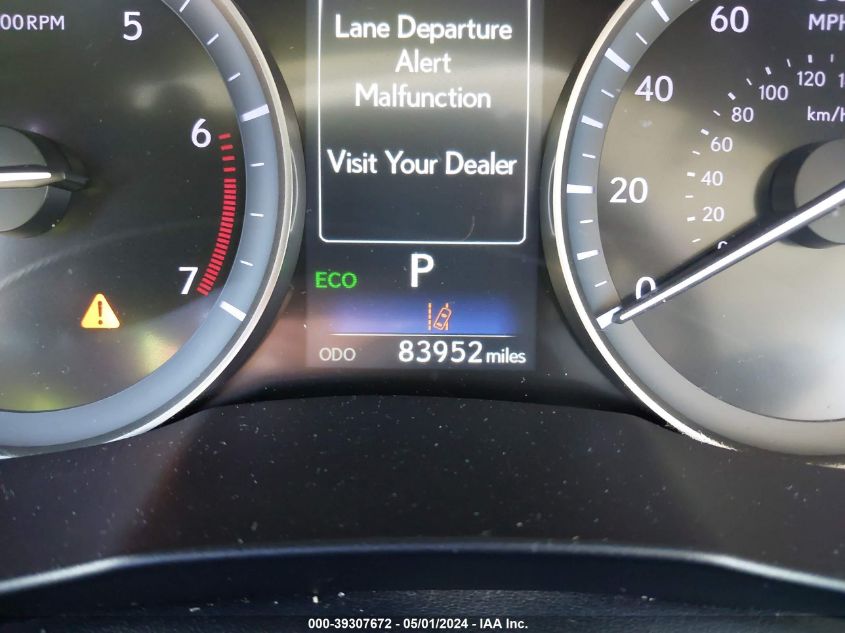 00RPM
5
6
7
Lane Departure
Alert
Malfunction
Visit Your Dealer
P
ECO
ODO 83952 miles
60
MPH
40
20
0
120
100
80
km/h
60
40
20
0
000-39307672 - 05/01/2024 - IAA Inc.